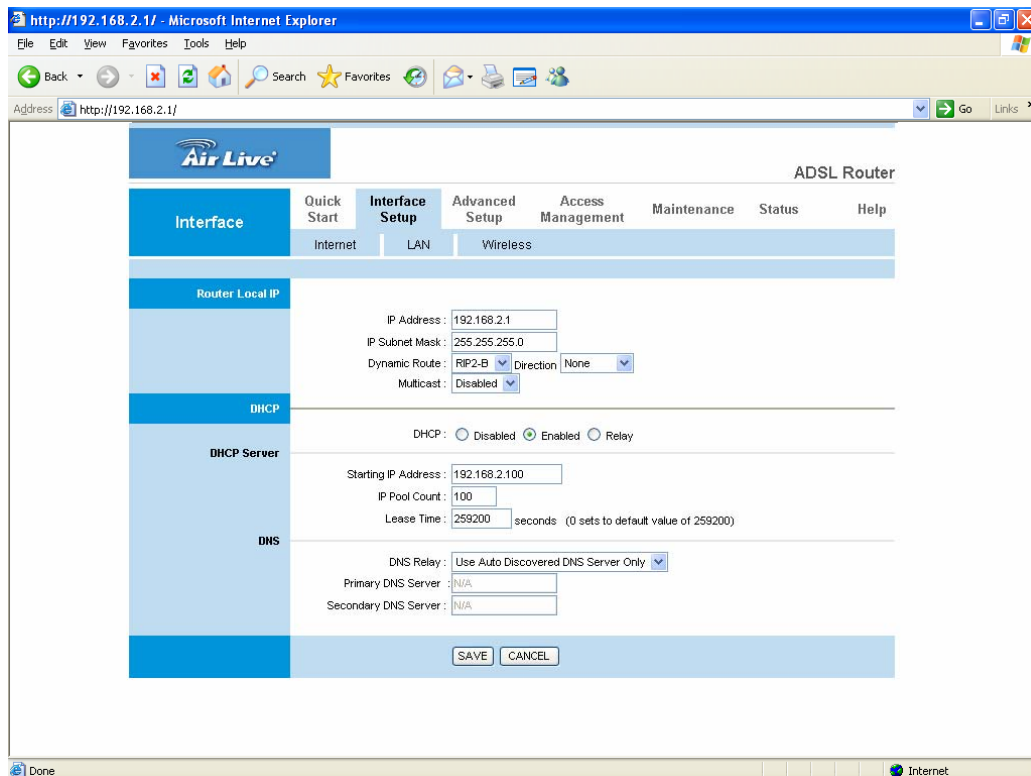 http://192.168.2.1/ - Microsoft Internet Explorer
File Edit View Favorites Tools Help
Back Search Favorites
Address http://192.168.2.1/ Go Links
Air Live
ADSL Router
Interface
Quick Start Interface Setup Advanced Setup Access Management Maintenance Status Help
Internet LAN Wireless
Router Local IP
IP Address : 192.168.2.1
IP Subnet Mask : 255.255.255.0
Dynamic Route : RIP2-B Direction None
Multicast : Disabled
DHCP
DHCP : Disabled Enabled Relay
DHCP Server
Starting IP Address : 192.168.2.100
IP Pool Count : 100
Lease Time : 259200 seconds (0 sets to default value of 259200)
DNS
DNS Relay : Use Auto Discovered DNS Server Only
Primary DNS Server : N/A
Secondary DNS Server : N/A
SAVE CANCEL
Done Internet